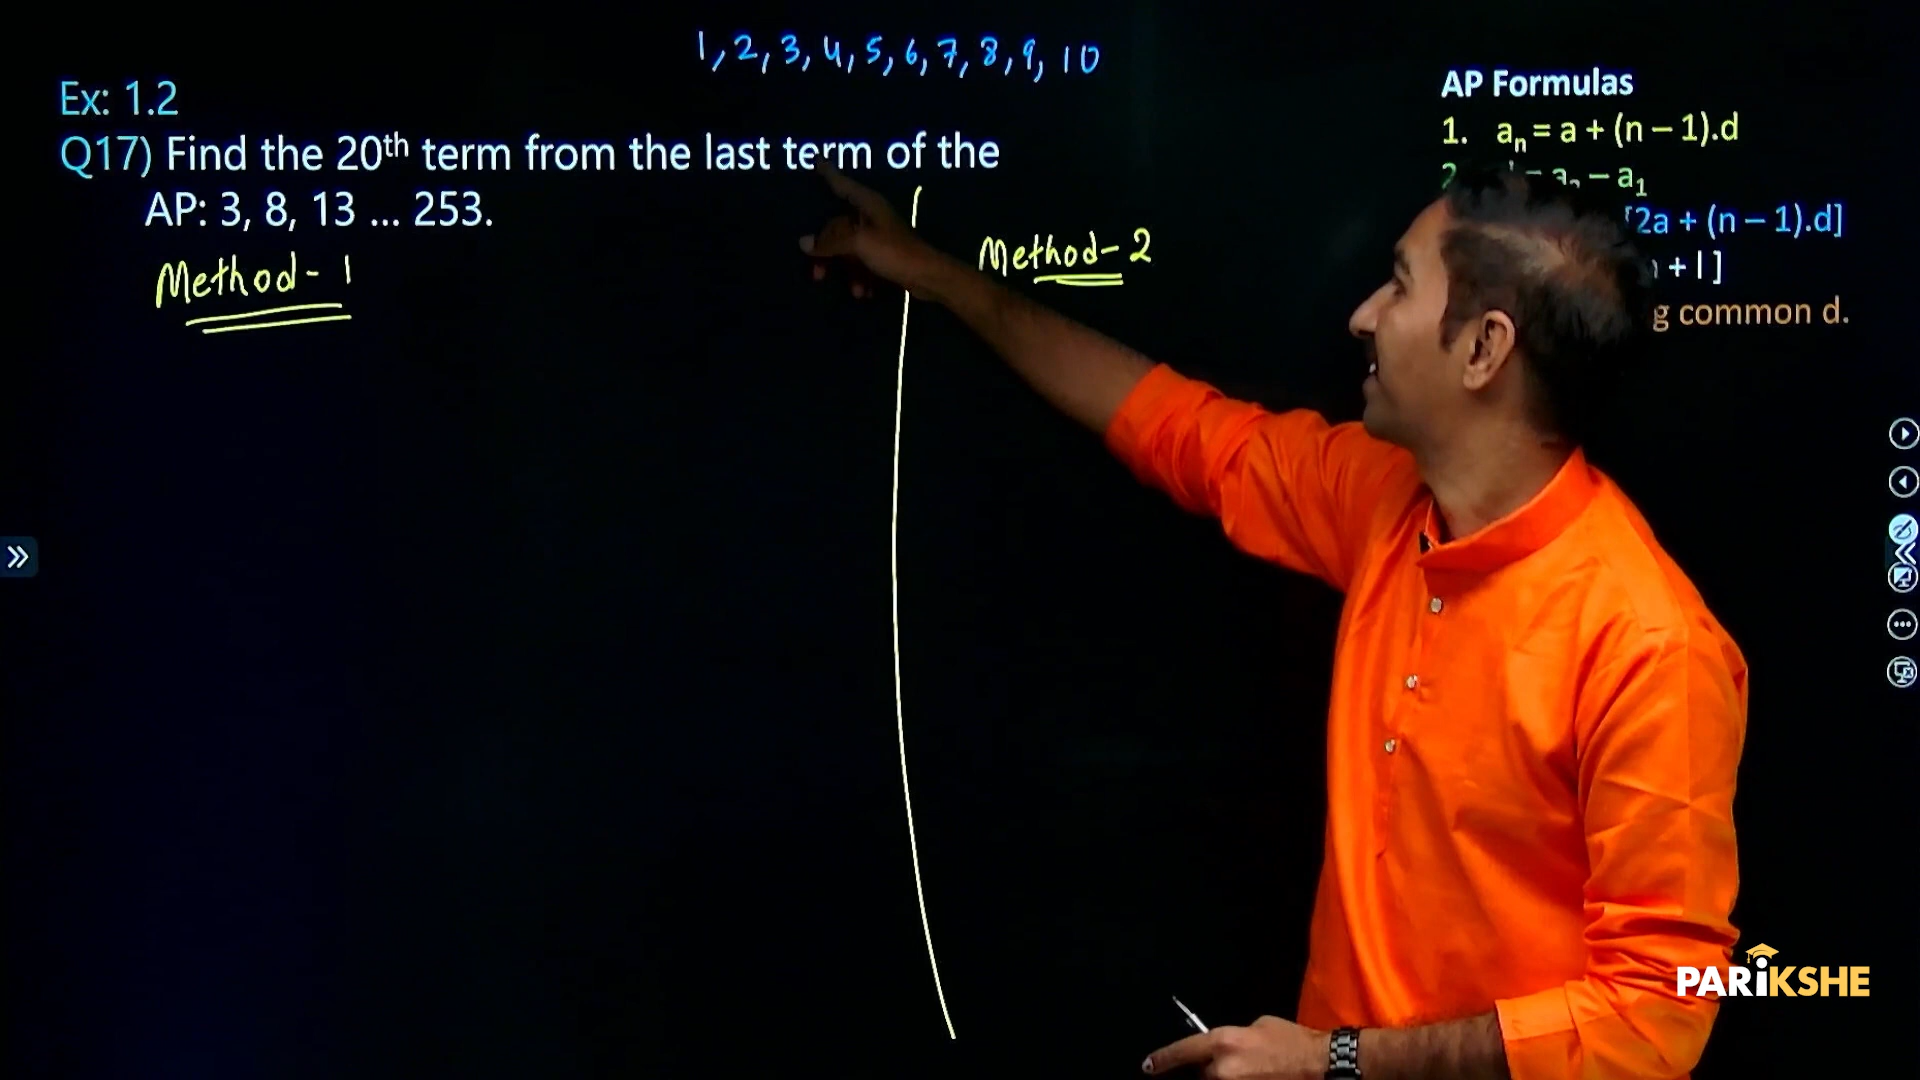 1, 2, 3, 4, 5, 6, 7, 8, 9, 10
Ex: 1.2
Q17) Find the 20th term from the last term of the
AP: 3, 8, 13 ... 253.
Method - 1
Method - 2
AP Formulas
1. an = a + (n – 1).d
2. – a1
2a + (n – 1).d]
+ l ]
common d.
PARiKSHE